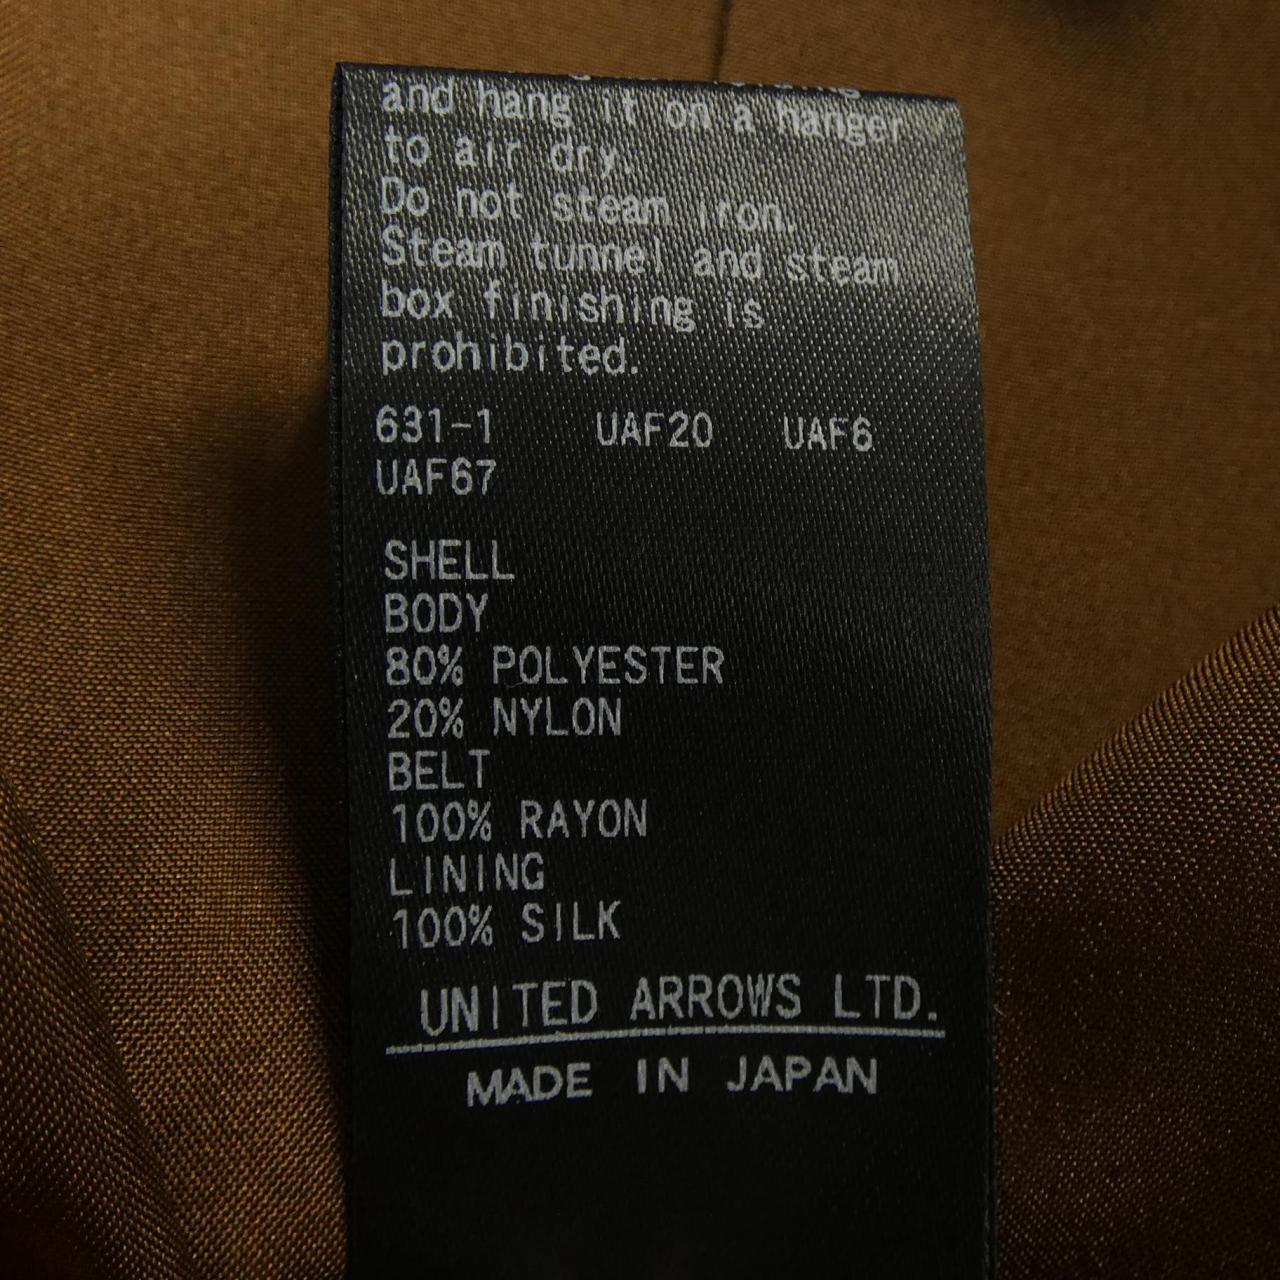 and hang it on a hanger
to air dry.
Do not steam iron.
Steam tunnel and steam
box finishing is
prohibited.
631-1 UAF20 UAF6
UAF67
SHELL
BODY
80% POLYESTER
20% NYLON
BELT
100% RAYON
LINING
100% SILK
UNITED ARROWS LTD.
MADE IN JAPAN